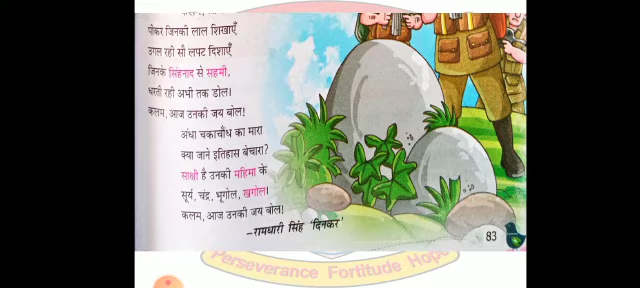 पीकर जिनकी लाल शिखाएँ
उगल रही सौ लपट दिशाएँ
जिनके सिंहनाद से सहमी,
धरती रही अभी तक डोल।
कलम, आज उनकी जय बोल!
अंधा चकाचौंध का मारा
क्या जाने इतिहास बेचारा?
साक्षी है उनकी महिमा के
सूर्य, चंद्र, भूगोल, खगोल।
कलम, आज उनकी जय बोल!
–रामधारी सिंह 'दिनकर'
83
Perseverance Fortitude Hope